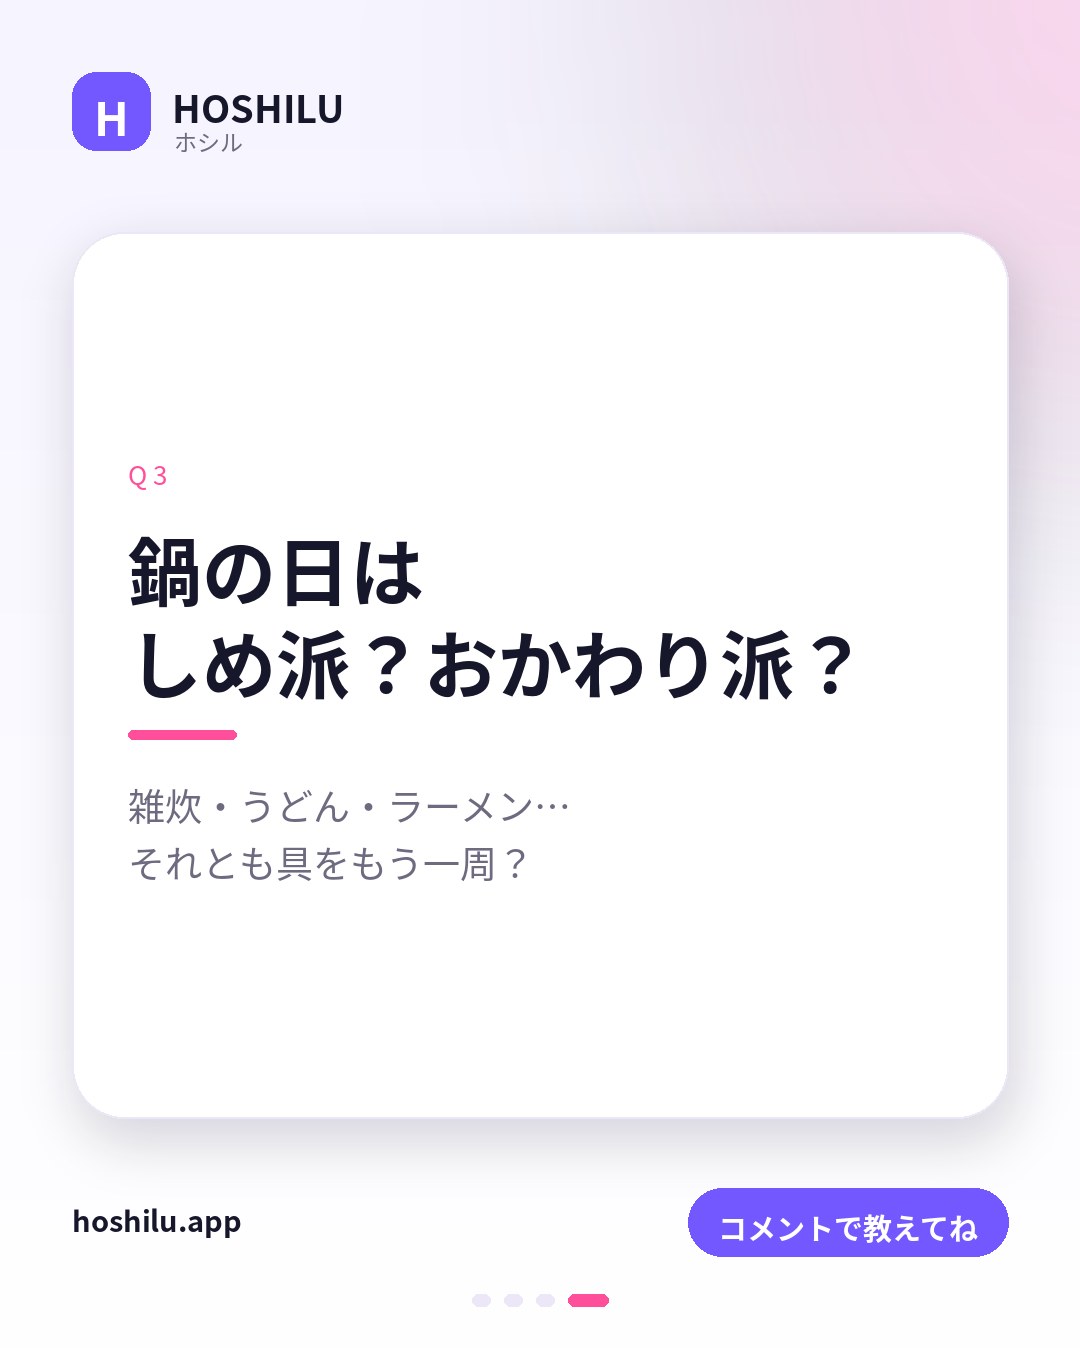 H
HOSHILU
ホシル
Q3
鍋の日は
しめ派？おかわり派？
雑炊・うどん・ラーメン…
それとも具をもう一周？
hoshilu.app
コメントで教えてね